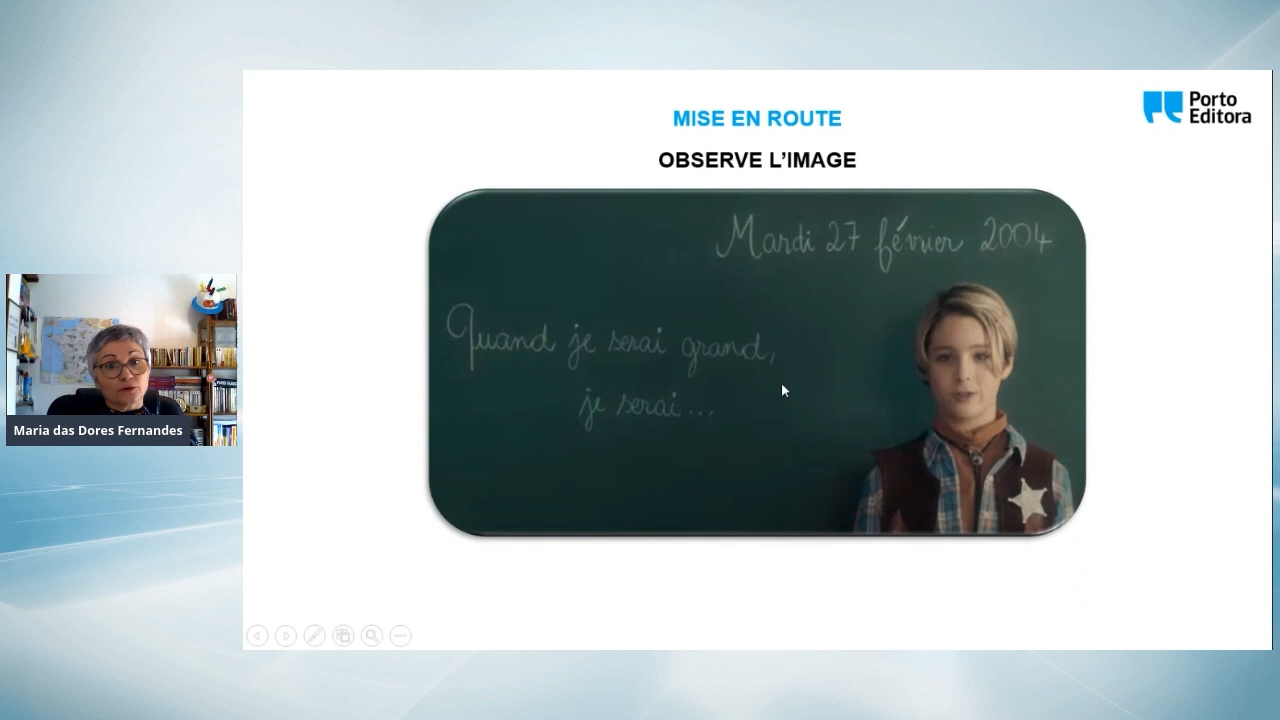 MISE EN ROUTE
Porto
Editora
OBSERVE L’IMAGE
Mardi 27 février 2004
Quand je serai grand,
je serai...
Maria das Dores Fernandes